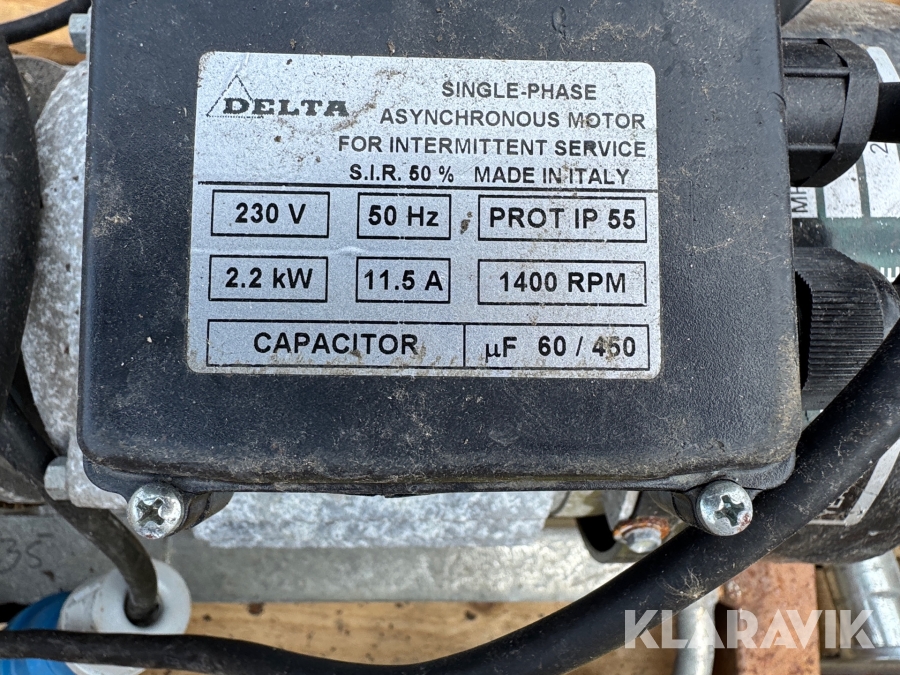 DELTA
SINGLE-PHASE
ASYNCHRONOUS MOTOR
FOR INTERMITTENT SERVICE
S.I.R. 50 % MADE IN ITALY
230 V 50 Hz PROT IP 55
2.2 kW 11.5 A 1400 RPM
CAPACITOR µF 60 / 450
KLARAVIK